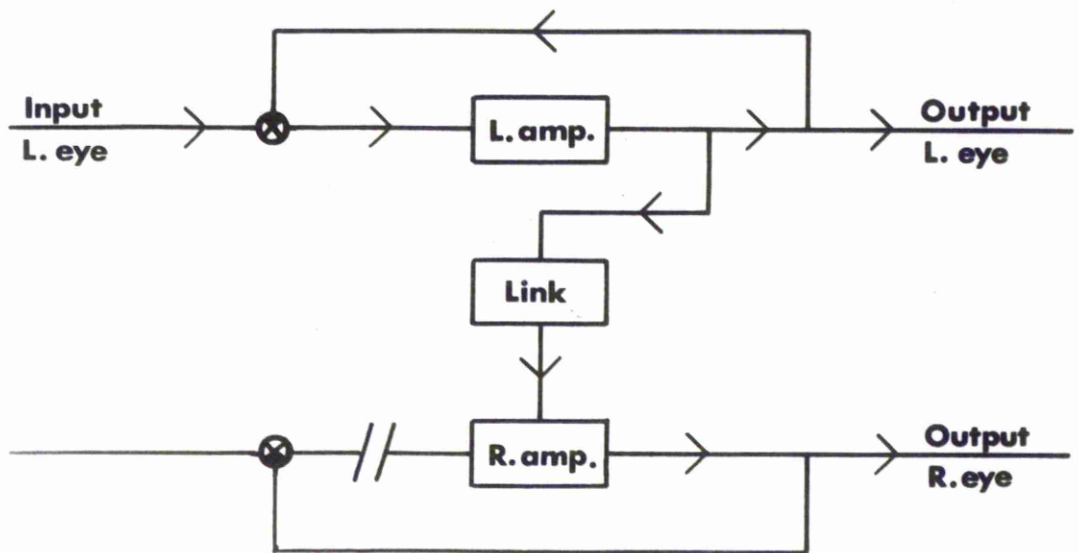 Input
L. eye
L. amp.
Output
L. eye
Link
R. amp.
Output
R. eye